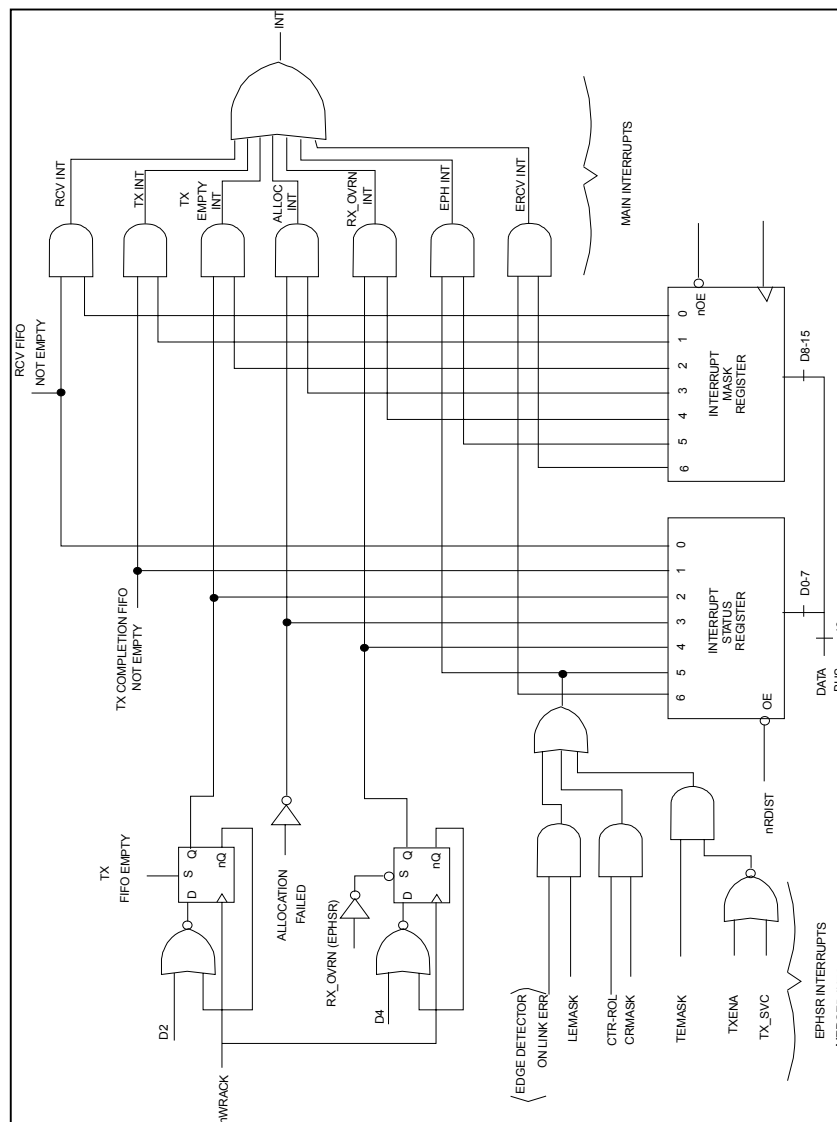 INT
RCV INT
TX INT
TX
EMPTY
INT
ALLOC
INT
RX_OVRN
INT
EPH INT
ERCV INT
MAIN INTERRUPTS
RCV FIFO
NOT EMPTY
nOE
0
1
2
3
4
5
6
INTERRUPT
MASK
REGISTER
D8-15
TX COMPLETION FIFO
NOT EMPTY
0
1
2
3
4
5
6
INTERRUPT
STATUS
REGISTER
D0-7
OE
nRDIST
DATA
TX
FIFO EMPTY
S
D
Q
nQ
D2
ALLOCATION
FAILED
RX_OVRN (EPHSR)
S
D
Q
nQ
D4
nWRACK
EDGE DETECTOR
ON LINK ERR
LEMASK
CTR-ROL
CRMASK
TEMASK
TXENA
TX_SVC
EPHSR INTERRUPTS